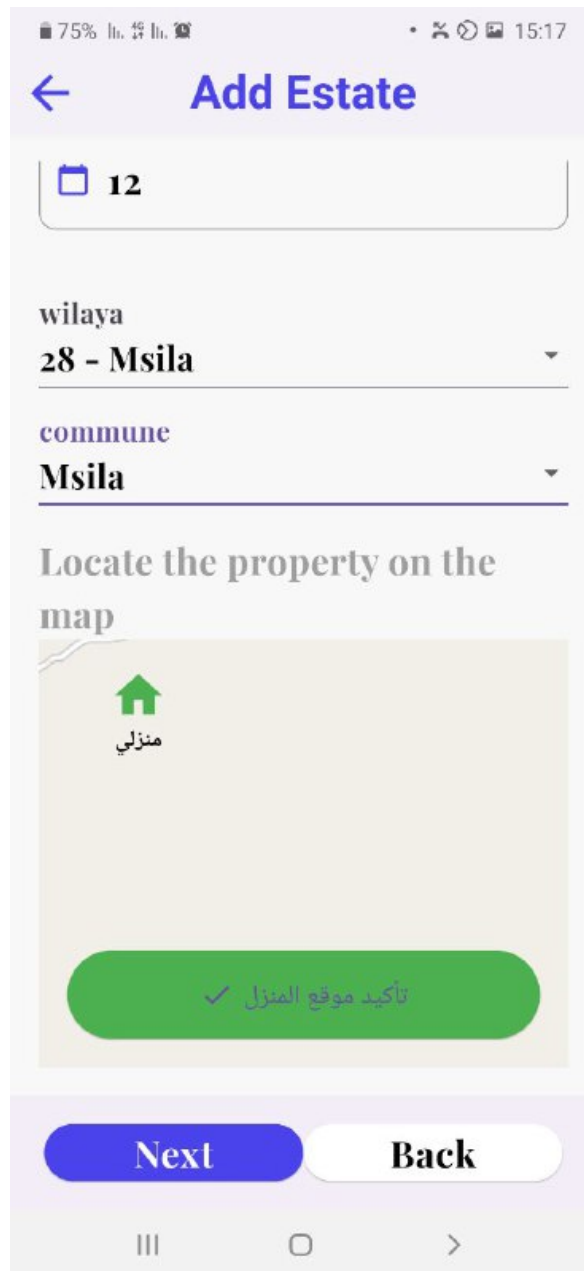 75% 15:17
Add Estate
12
wilaya
28 - Msila
commune
Msila
Locate the property on the
map
منزلي
تأكيد موقع المنزل
Next Back